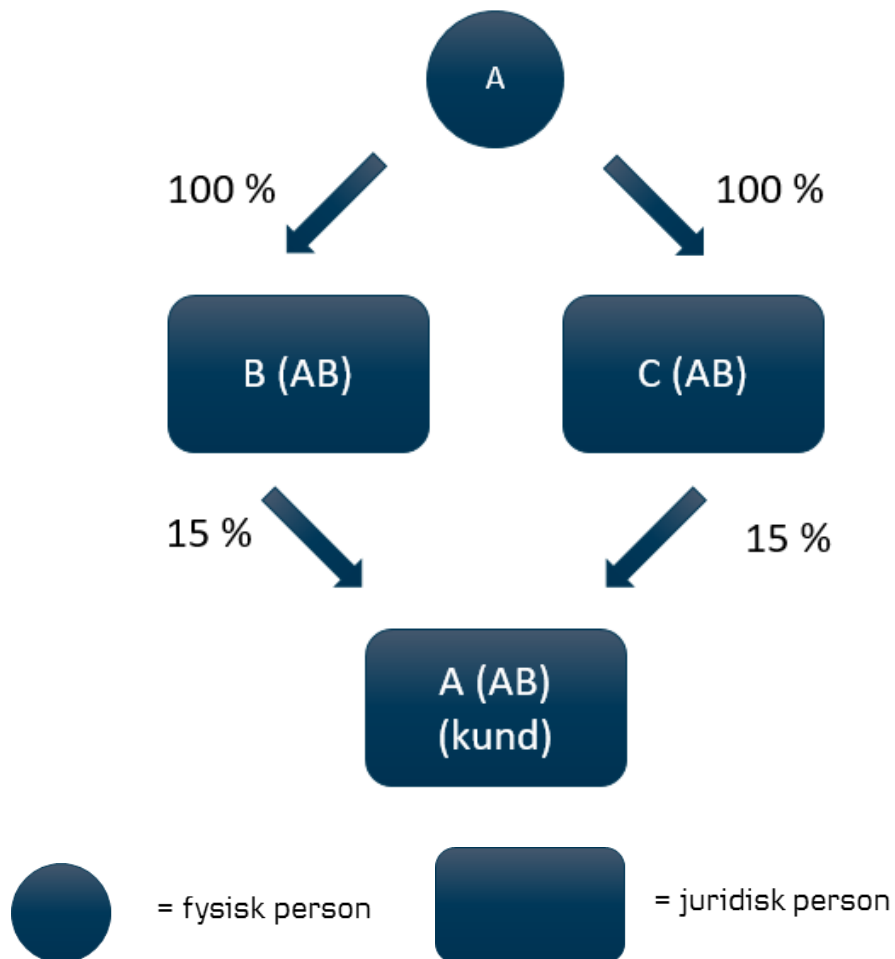 A
100 %
100 %
B (AB)
C (AB)
15 %
15 %
A (AB)
(kund)
= fysisk person
= juridisk person